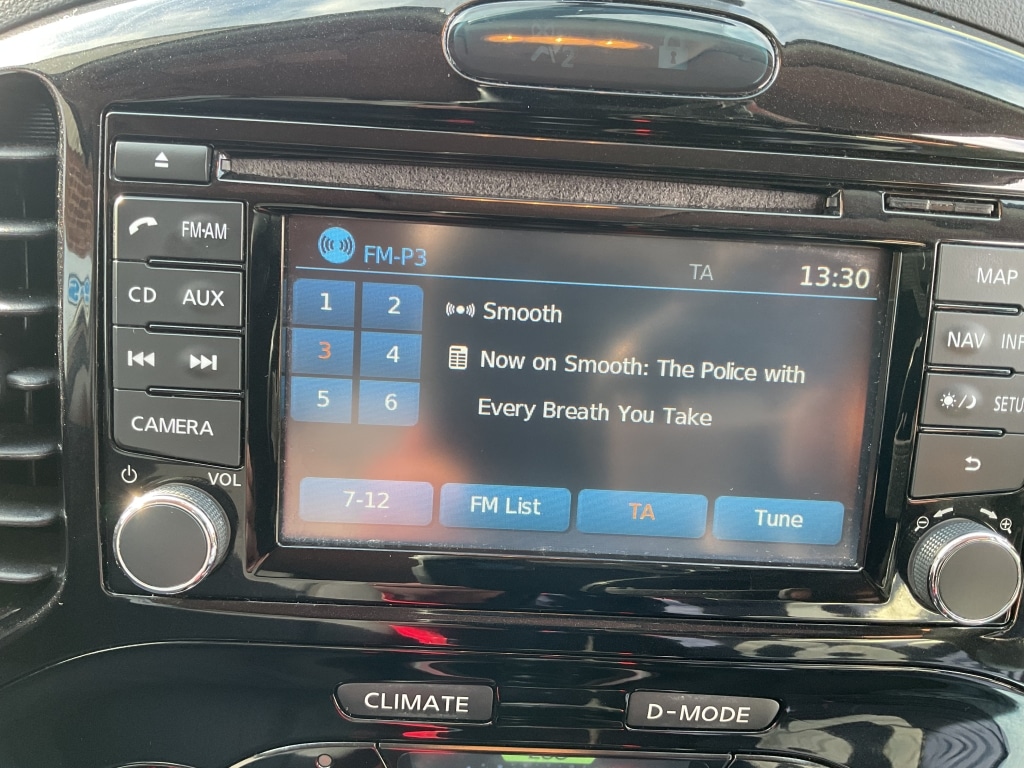 FM-AM
CD AUX
CAMERA
VOL
FM-P3
TA
13:30
1 2
3 4
5 6
Smooth
Now on Smooth: The Police with
Every Breath You Take
7-12
FM List
TA
Tune
MAP
NAV
SETU
CLIMATE
D-MODE